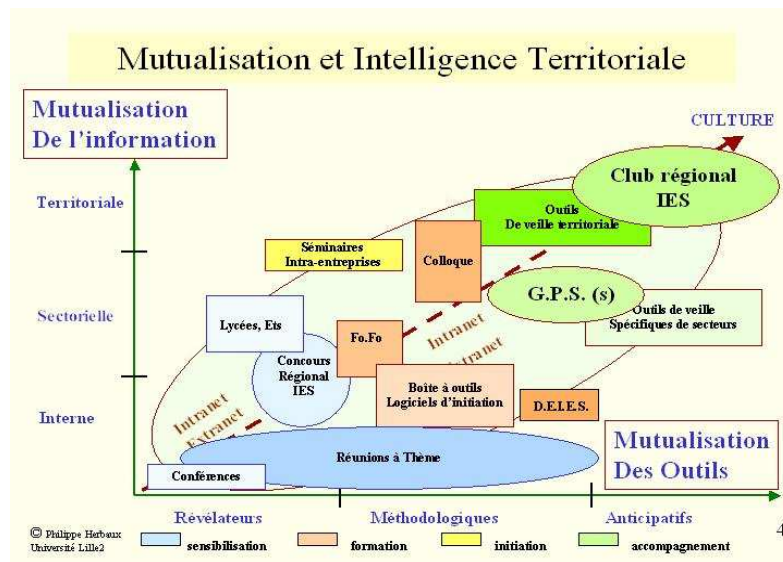 Mutualisation et Intelligence Territoriale
Mutualisation
De l'information
CULTURE
Club régional
IES
Territoriale
Outils
De veille territoriale
Séminaires
Intra-entreprises
Colloque
G.P.S. (s)
Sectorielle
Lycées, Ets
Fo.Fo
Intranet
Extranet
Outils de veille
Spécifiques de secteurs
Concours
Régional
IES
Boîte à outils
Logiciels d'initiation
D.E.I.E.S.
Interne
Intranet
Extranet
Réunions à Thème
Mutualisation
Des Outils
Conférences
Révélateurs
Méthodologiques
Anticipatifs
4
© Philippe Herbaux
Université Lille2
sensibilisation
formation
initiation
accompagnement